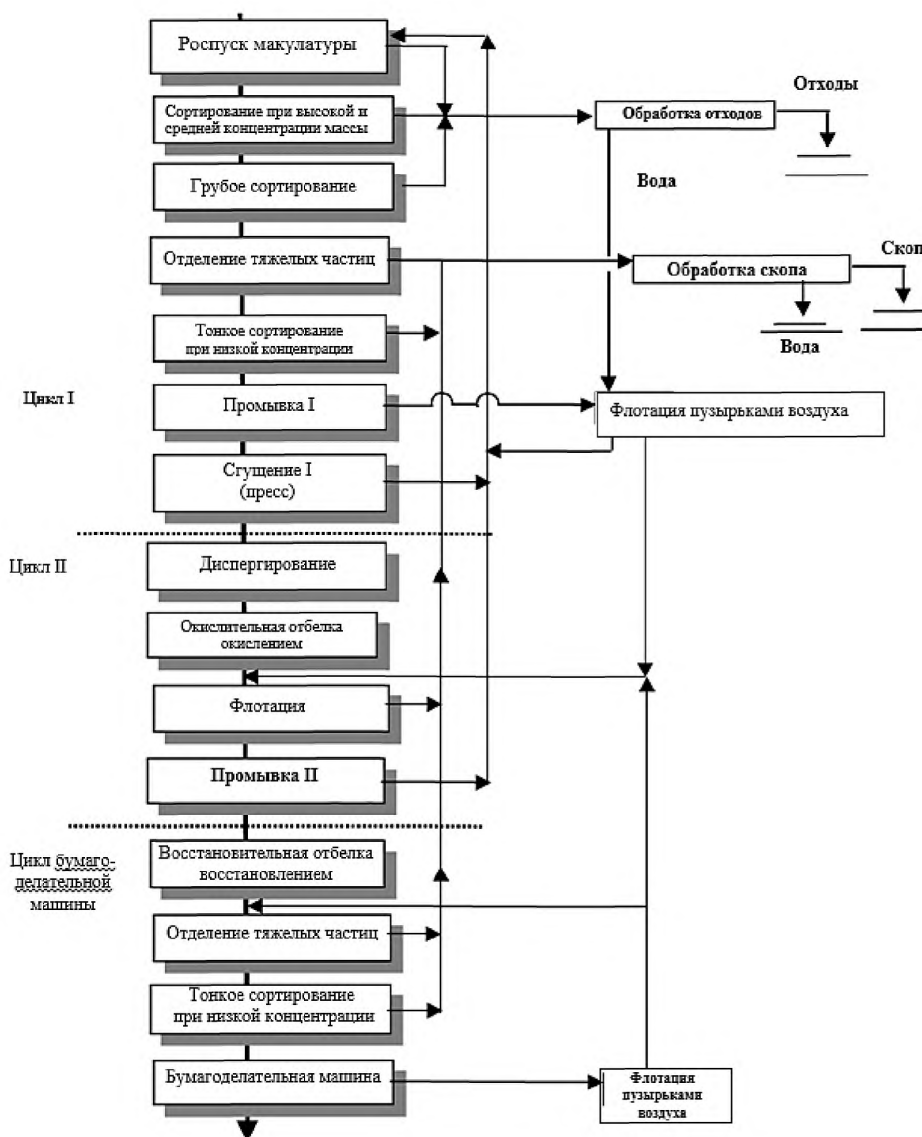 Роспуск макулатуры
Отходы
Сортирование при высокой и
средней концентрации массы
Обработка отходов
Грубое сортирование
Вода
Отделение тяжелых частиц
Скоп
Обработка скопа
Тонкое сортирование
при низкой концентрации
Вода
Цикл I
Промывка I
Флотация пузырьками воздуха
Сгущение I
(пресс)
Цикл II
Диспергирование
Окислительная отбелка
окислением
Флотация
Промывка II
Цикл бумаго-
делательной
машины
Восстановительная отбелка
восстановлением
Отделение тяжелых частиц
Тонкое сортирование
при низкой концентрации
Бумагоделательная машина
Флотация
пузырьками
воздуха